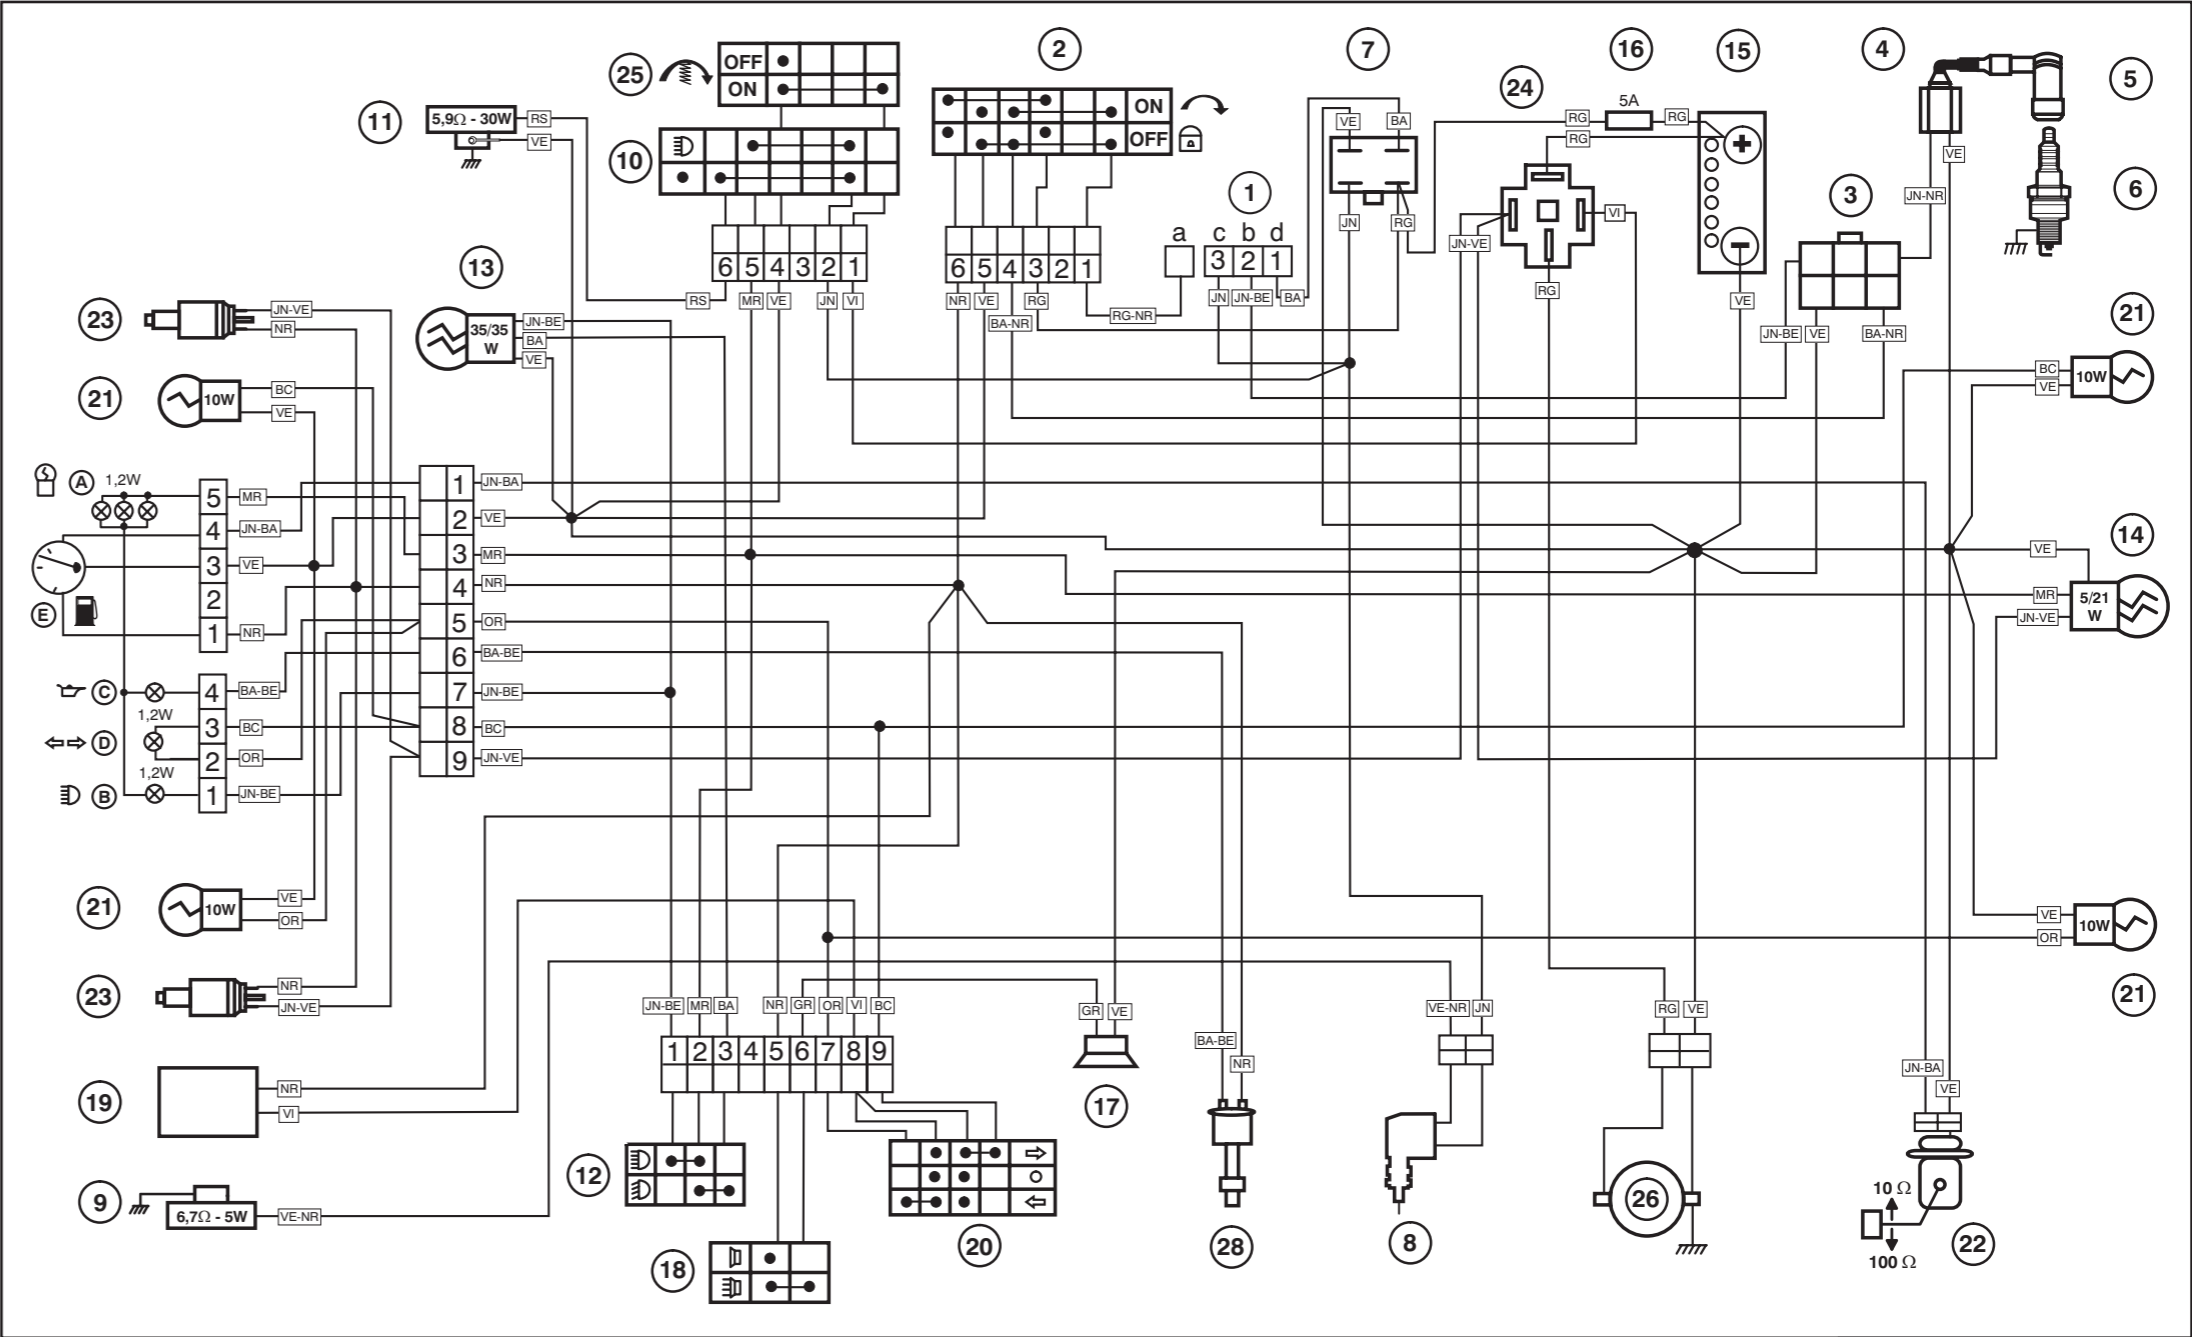 25 OFF
ON
2
ON
OFF
7
16
15
4
5
24
5A
RG RG
RG
11 5,9Ω - 30W RS
VE
10
VE BA
VE
6
JN-NR
3
1
a c b d
3 2 1
JN RG
VI
JN-VE
13
6 5 4 3 2 1
6 5 4 3 2 1
RS MR VE JN VI
NR VE BA-NR RG
RG-NR
JN JN-BE BA
RG
VE
JN-BE VE BA-NR
21
23 JN-VE
NR
35/35
W
JN-BE
BA
VE
BC
VE
10W
21 10W BC
VE
A 1,2W
5 MR
4 JN-BA
3 VE
2
1 NR
E
1 JN-BA
2 VE
3 MR
4 NR
5 OR
6 BA-BE
7 JN-BE
8 BC
9 JN-VE
14
VE
MR
JN-VE
5/21
W
C
4 BA-BE
1,2W
3 BC
D
2 OR
1,2W
B
1 JN-BE
21 10W VE
OR
VE
OR
10W
21
23 NR
JN-VE
JN-BE MR BA NR GR OR VI BC
1 2 3 4 5 6 7 8 9
GR VE
17
BA-BE
NR
VE-NR JN
RG VE
JN-BA
VE
19 NR
VI
12
20
28
8
26
10 Ω
100 Ω
22
9 6,7Ω - 5W VE-NR
18